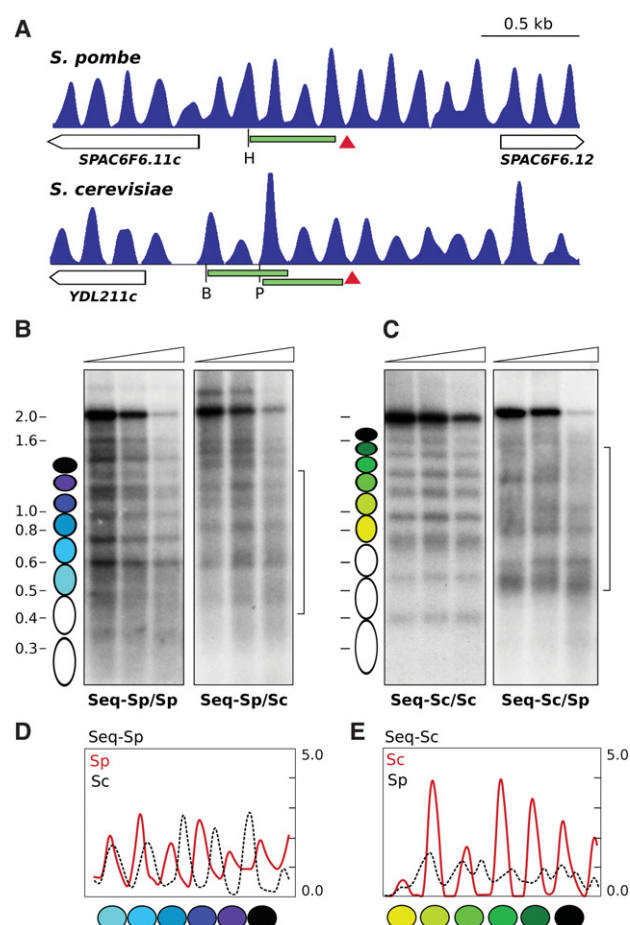 A
0.5 kb
S. pombe
SPAC6F6.11c
H
SPAC6F6.12
S. cerevisiae
YDL211c
B P
B
C
2.0
1.6
1.0
0.8
0.6
0.5
0.4
0.3
Seq-Sp/Sp Seq-Sp/Sc
Seq-Sc/Sc Seq-Sc/Sp
D
Seq-Sp
Sp
Sc
5.0
0.0
E
Seq-Sc
Sc
Sp
5.0
0.0